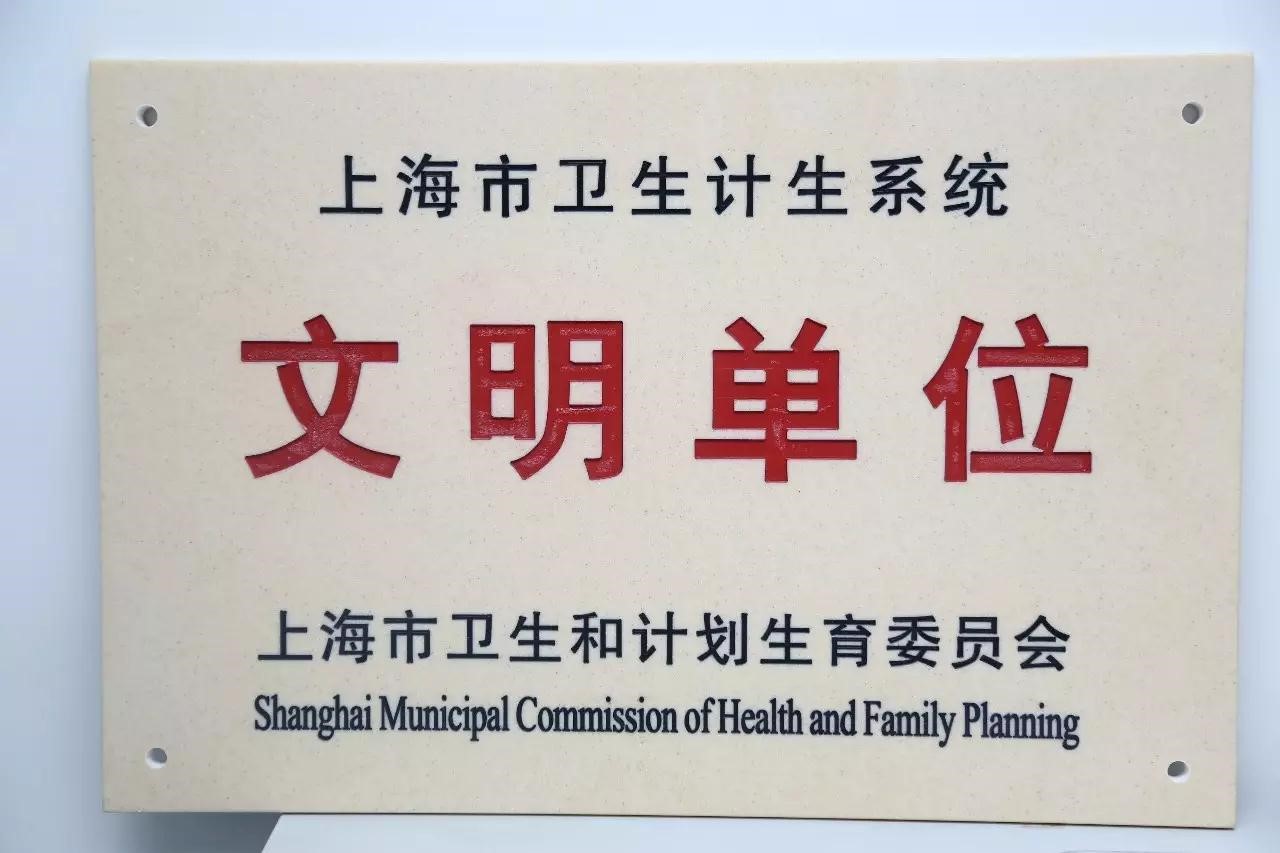 上海市卫生计生系统
文明单位
上海市卫生和计划生育委员会
Shanghai Municipal Commission of Health and Family Planning